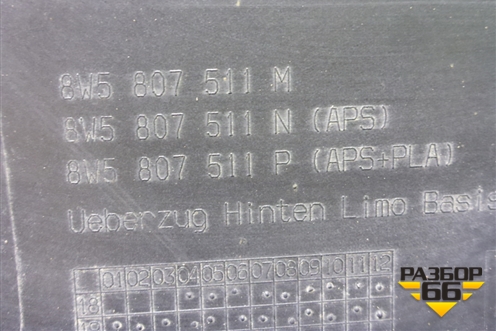 8W5 807 511 M
8W5 807 511 N (APS)
8W5 807 511 P (APS+PLA)
Ueberzug Hinten Limo Basis
01 02 03 04 05 06 07 08 09 10 11 12
18
19
РАЗБОР
66